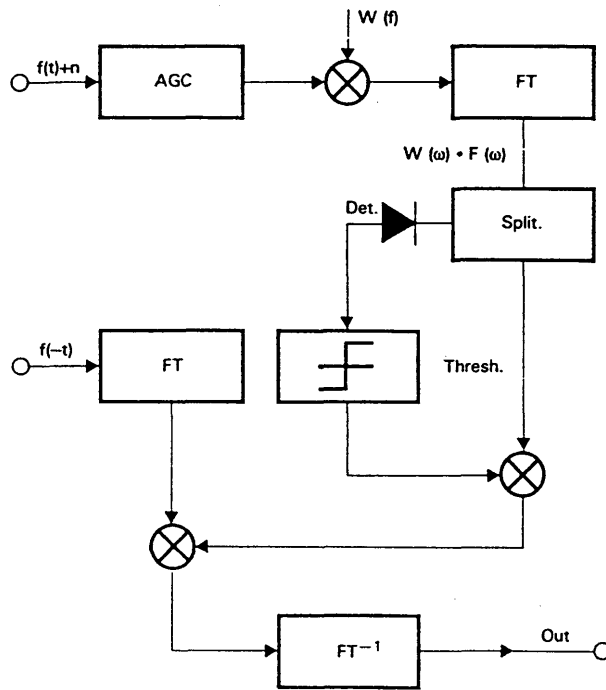 W (f)
f(t)+n
AGC
FT
W (ω) * F (ω)
Det.
Split.
f(−t)
FT
Thresh.
FT⁻¹
Out